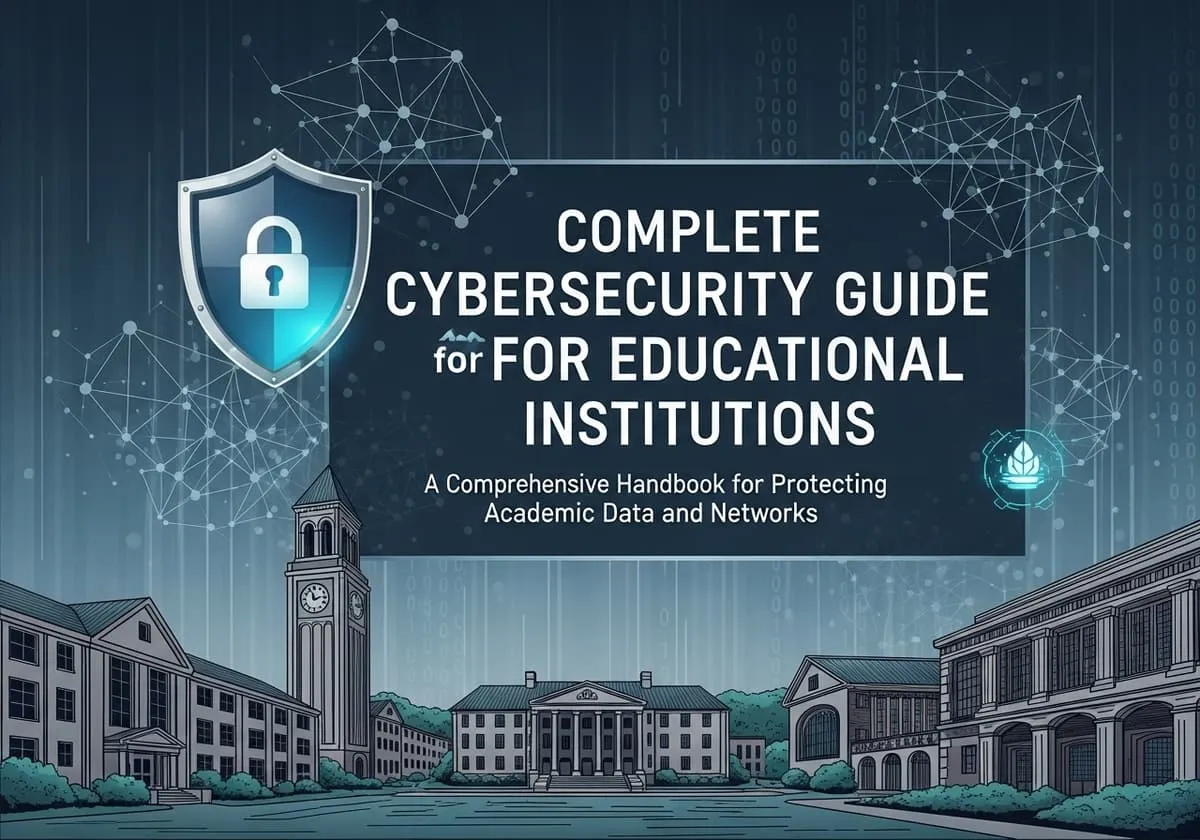 COMPLETE
CYBERSECURITY GUIDE
for FOR EDUCATIONAL
INSTITUTIONS
A Comprehensive Handbook for Protecting
Academic Data and Networks